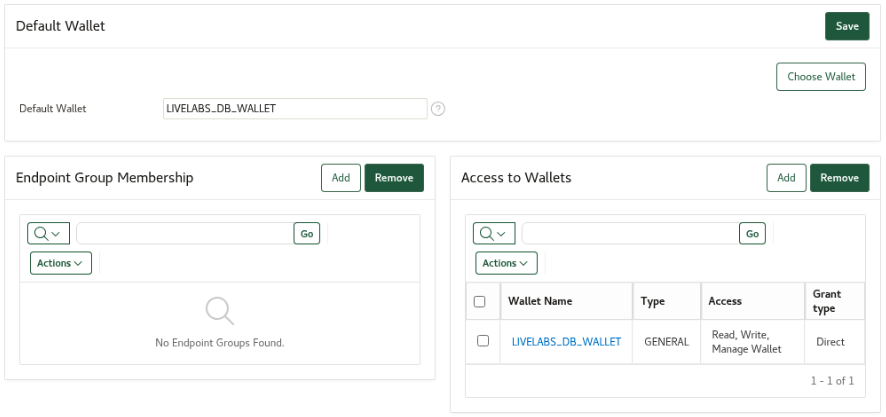 Default Wallet
Save
Choose Wallet
Default Wallet
LIVELABS_DB_WALLET
?
Endpoint Group Membership
Add
Remove
Go
Actions
No Endpoint Groups Found.
Access to Wallets
Add
Remove
Go
Actions
Wallet Name
Type
Access
Grant
type
LIVELABS_DB_WALLET
GENERAL
Read, Write,
Manage Wallet
Direct
1 - 1 of 1